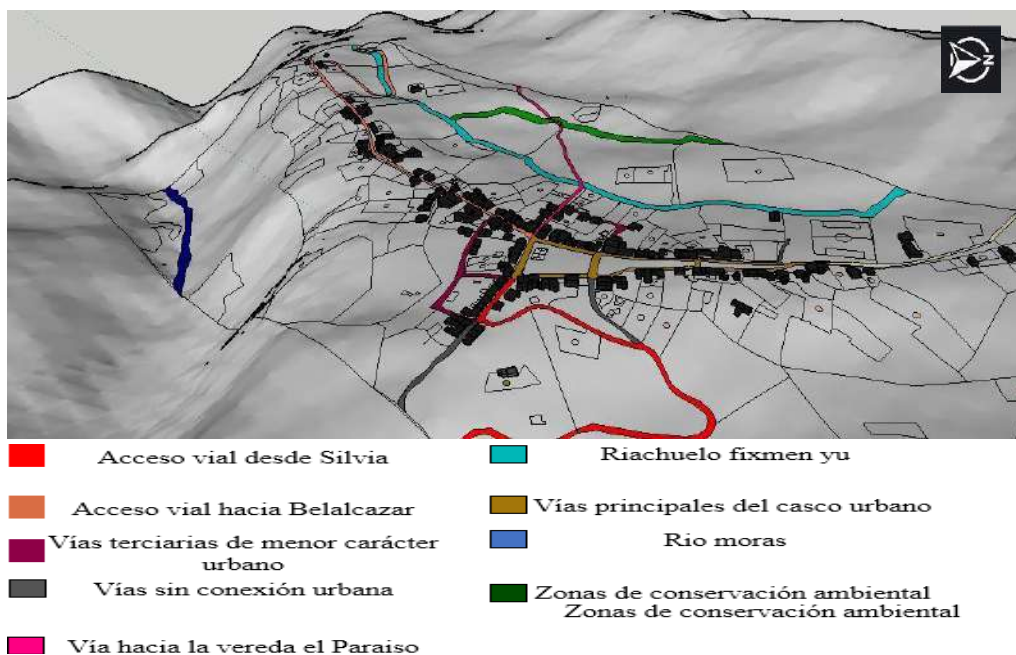 N
Acceso vial desde Silvia
Acceso vial hacia Belalcazar
Vías terciarias de menor carácter
urbano
Vías sin conexión urbana
Vía hacia la vereda el Paraiso
Riachuelo fixmen yu
Vías principales del casco urbano
Rio moras
Zonas de conservación ambiental
Zonas de conservación ambiental